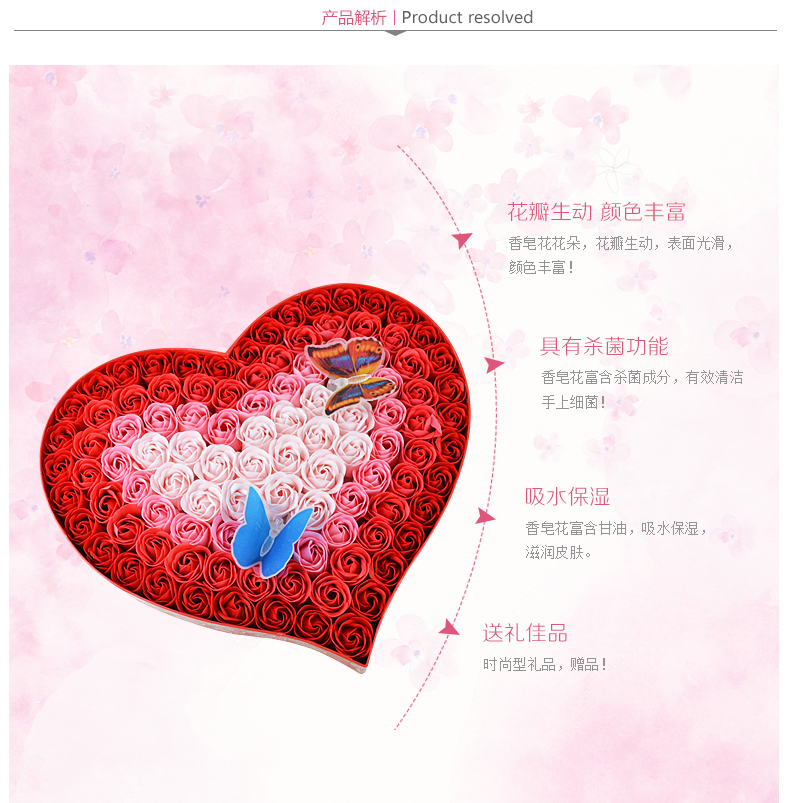 产品解析 | Product resolved
花瓣生动 颜色丰富
香皂花花朵，花瓣生动，表面光滑，
颜色丰富！
具有杀菌功能
香皂花富含杀菌成分，有效清洁
手上细菌！
吸水保湿
香皂花富含甘油，吸水保湿，
滋润皮肤。
送礼佳品
时尚型礼品，赠品！